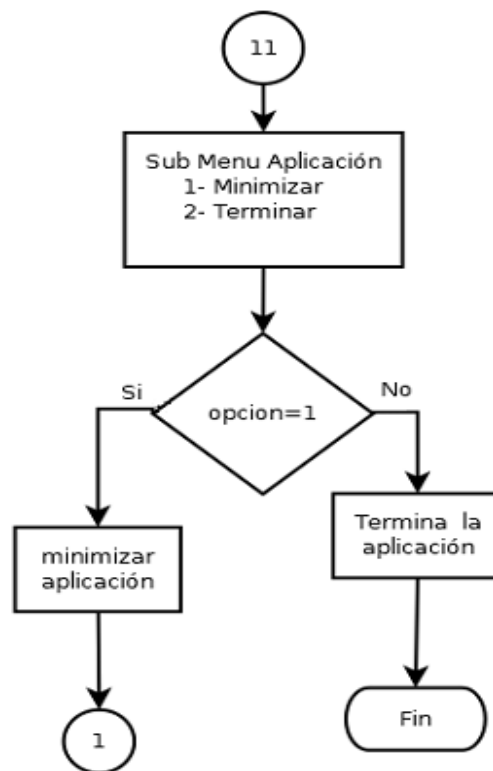 11
Sub Menu Aplicación
1- Minimizar
2- Terminar
opcion=1
Si
No
minimizar
aplicación
Termina la
aplicación
1
Fin